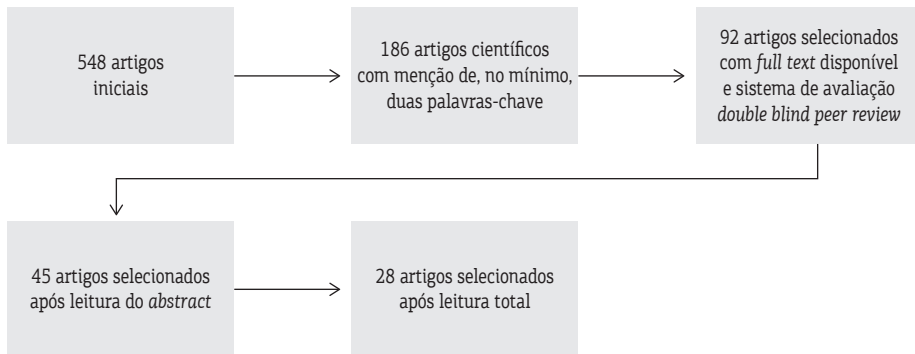 548 artigos
iniciais
186 artigos científicos
com menção de, no mínimo,
duas palavras-chave
92 artigos selecionados
com full text disponível
e sistema de avaliação
double blind peer review
45 artigos selecionados
após leitura do abstract
28 artigos selecionados
após leitura total